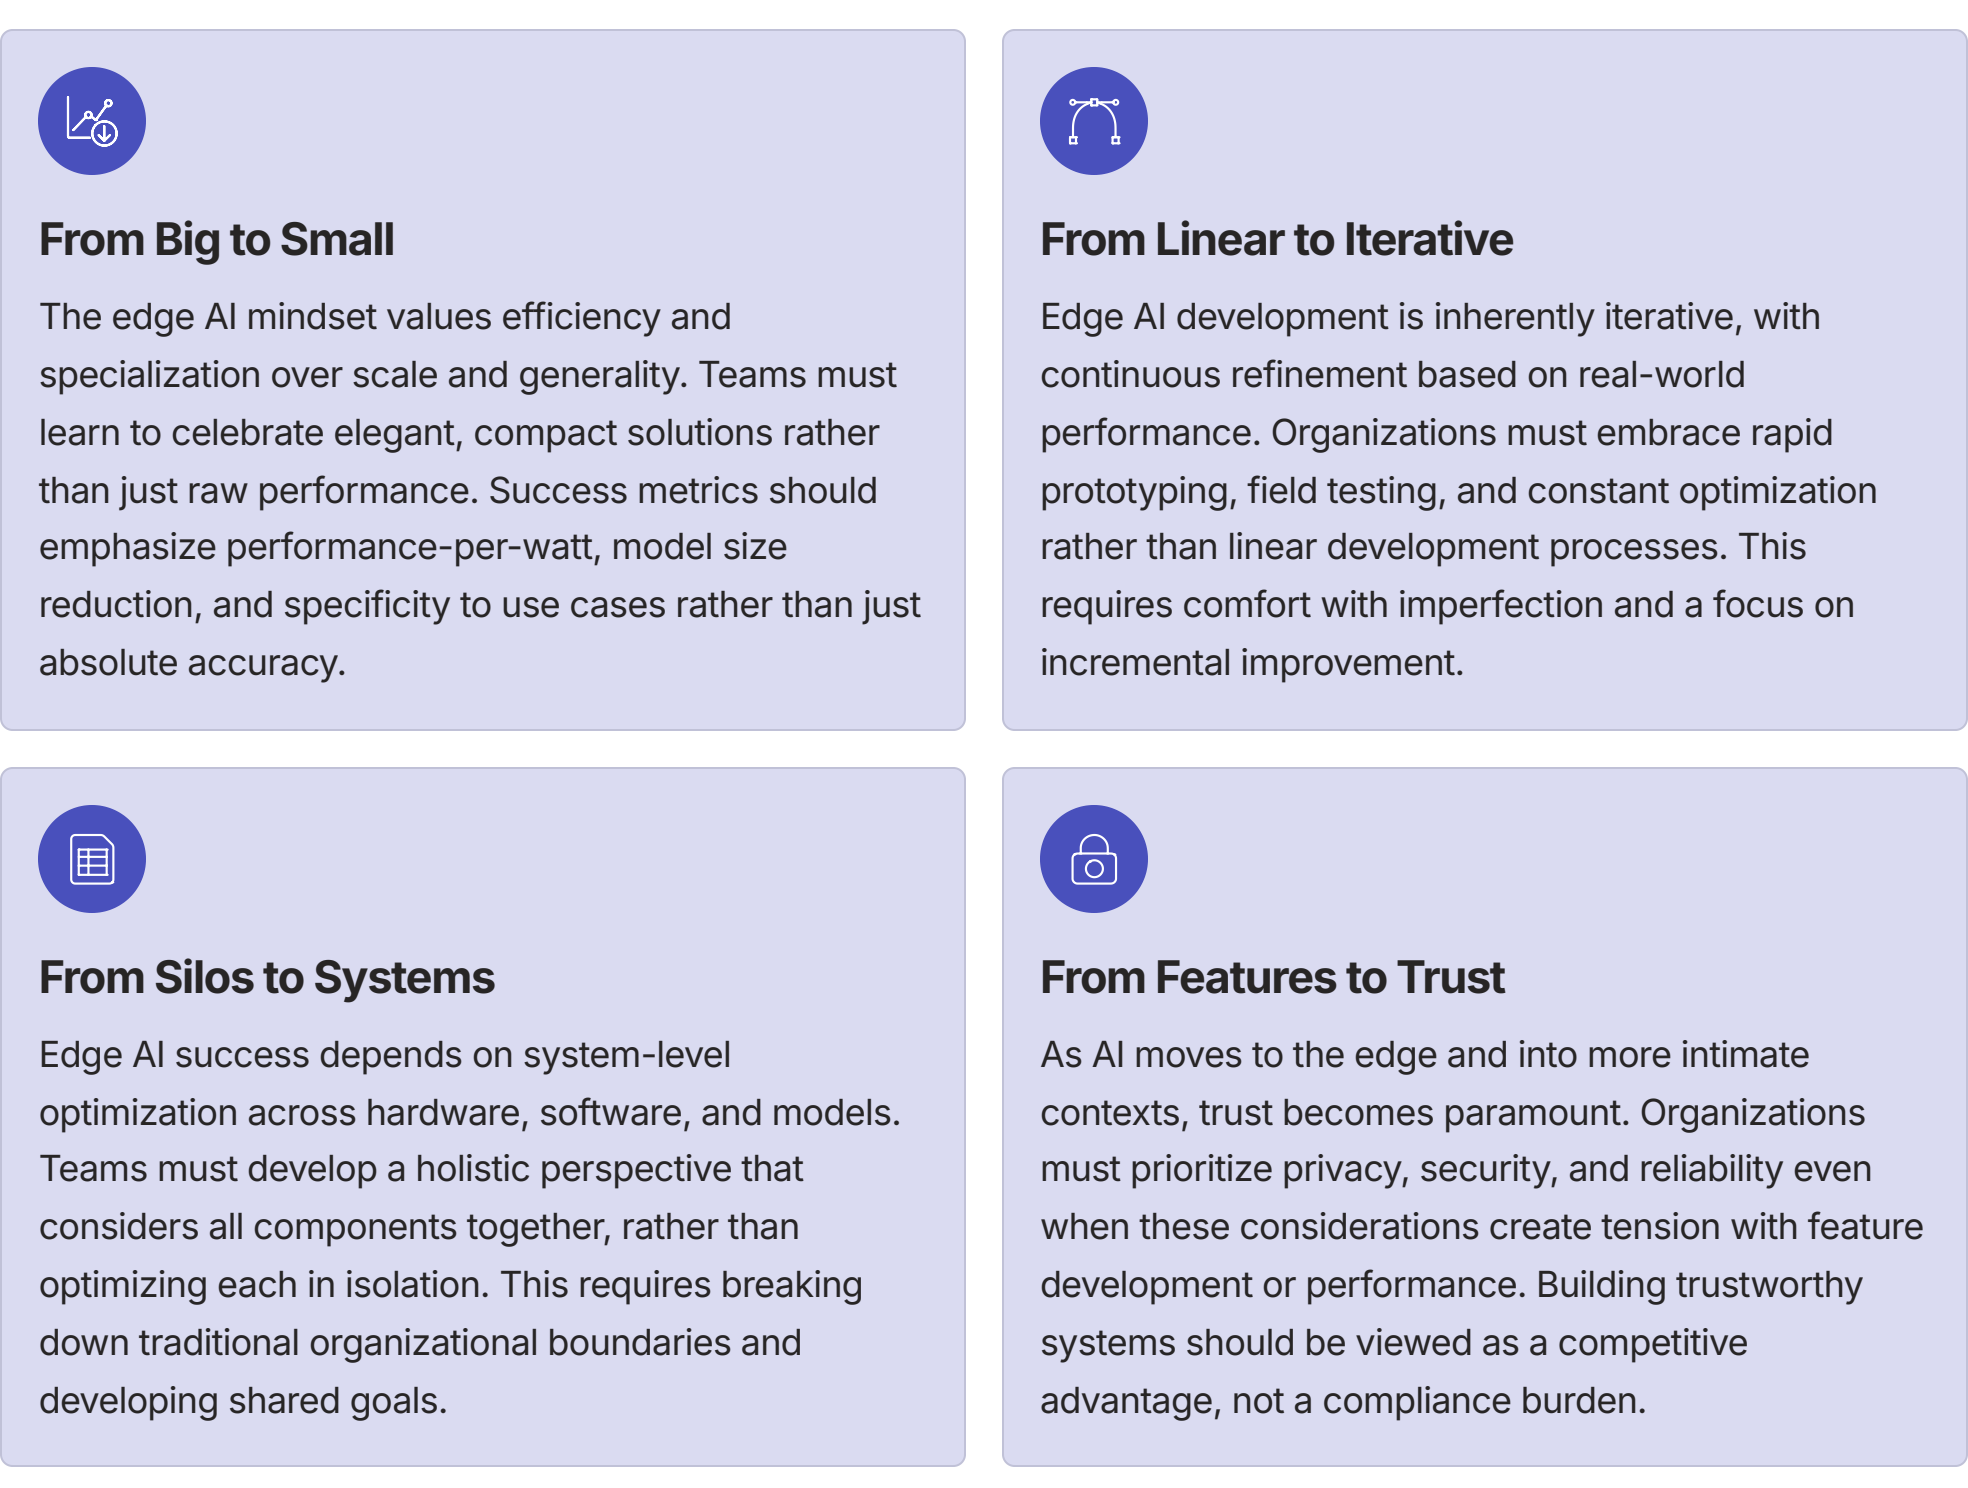 From Big to Small
The edge AI mindset values efficiency and
specialization over scale and generality. Teams must
learn to celebrate elegant, compact solutions rather
than just raw performance. Success metrics should
emphasize performance-per-watt, model size
reduction, and specificity to use cases rather than just
absolute accuracy.
From Linear to Iterative
Edge AI development is inherently iterative, with
continuous refinement based on real-world
performance. Organizations must embrace rapid
prototyping, field testing, and constant optimization
rather than linear development processes. This
requires comfort with imperfection and a focus on
incremental improvement.
From Silos to Systems
Edge AI success depends on system-level
optimization across hardware, software, and models.
Teams must develop a holistic perspective that
considers all components together, rather than
optimizing each in isolation. This requires breaking
down traditional organizational boundaries and
developing shared goals.
From Features to Trust
As AI moves to the edge and into more intimate
contexts, trust becomes paramount. Organizations
must prioritize privacy, security, and reliability even
when these considerations create tension with feature
development or performance. Building trustworthy
systems should be viewed as a competitive
advantage, not a compliance burden.